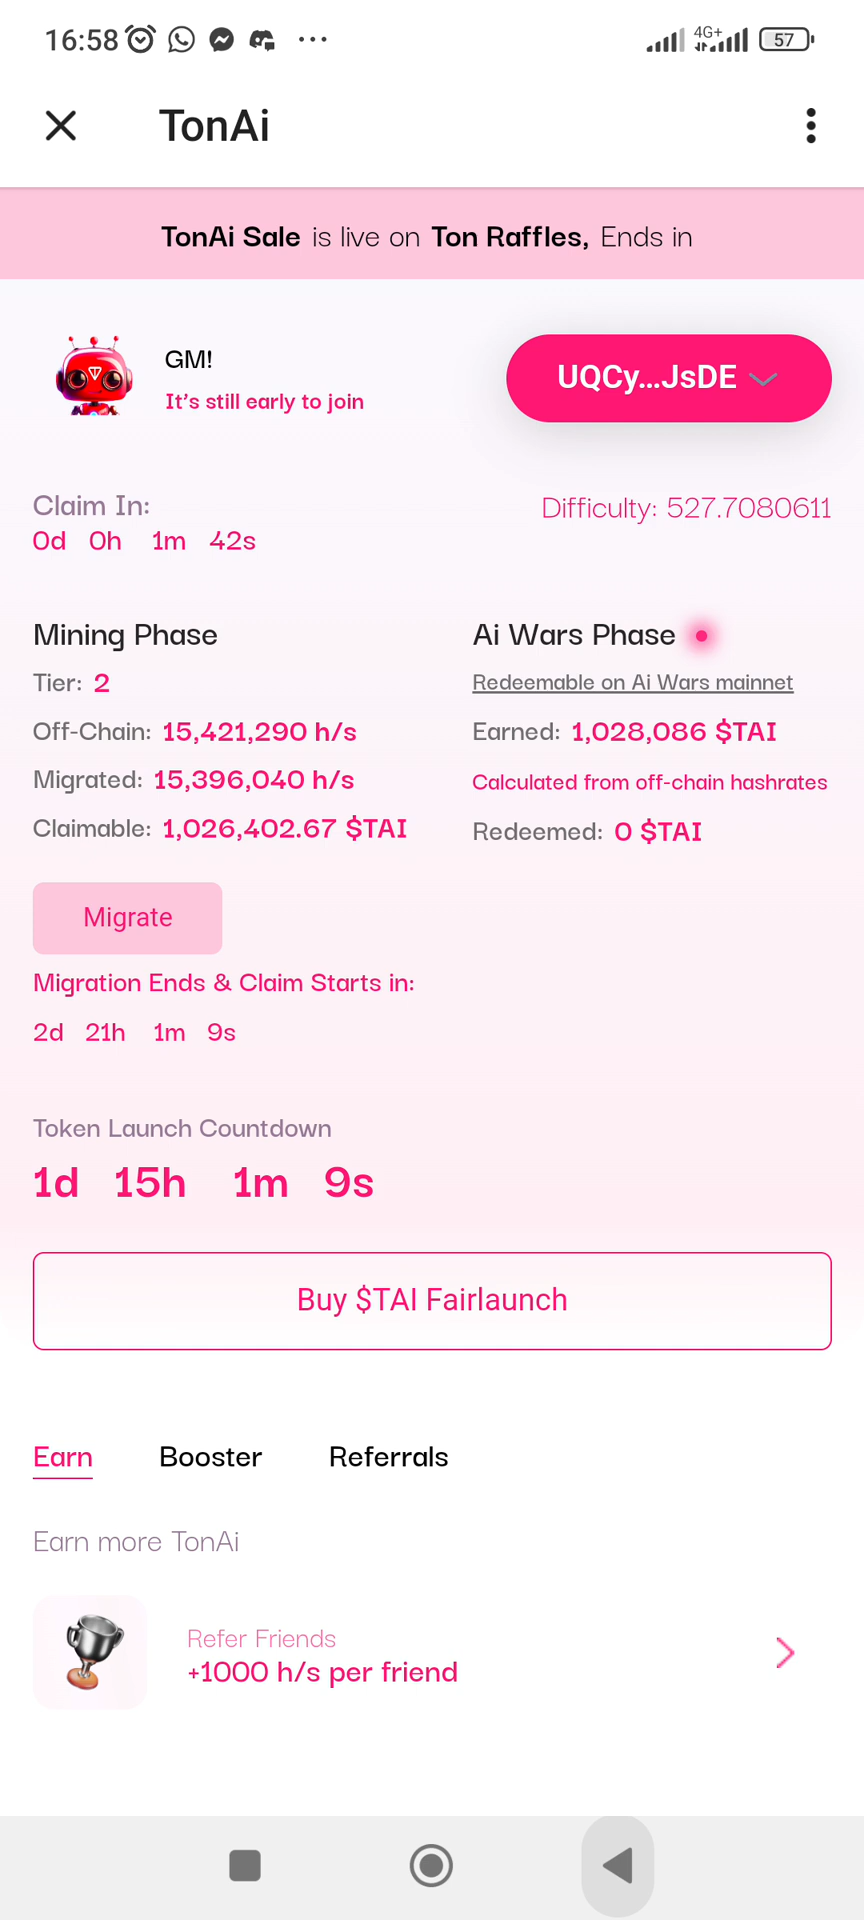 16:58
4G+
57
TonAi
TonAi Sale is live on Ton Raffles, Ends in
GM!
It's still early to join
UQCy...JsDE
Claim In:
0d 0h 1m 42s
Difficulty: 527.7080611
Mining Phase
Tier: 2
Off-Chain: 15,421,290 h/s
Migrated: 15,396,040 h/s
Claimable: 1,026,402.67 $TAI
Ai Wars Phase
Redeemable on Ai Wars mainnet
Earned: 1,028,086 $TAI
Calculated from off-chain hashrates
Redeemed: 0 $TAI
Migrate
Migration Ends & Claim Starts in:
2d 21h 1m 9s
Token Launch Countdown
1d 15h 1m 9s
Buy $TAI Fairlaunch
Earn Booster Referrals
Earn more TonAi
Refer Friends
+1000 h/s per friend